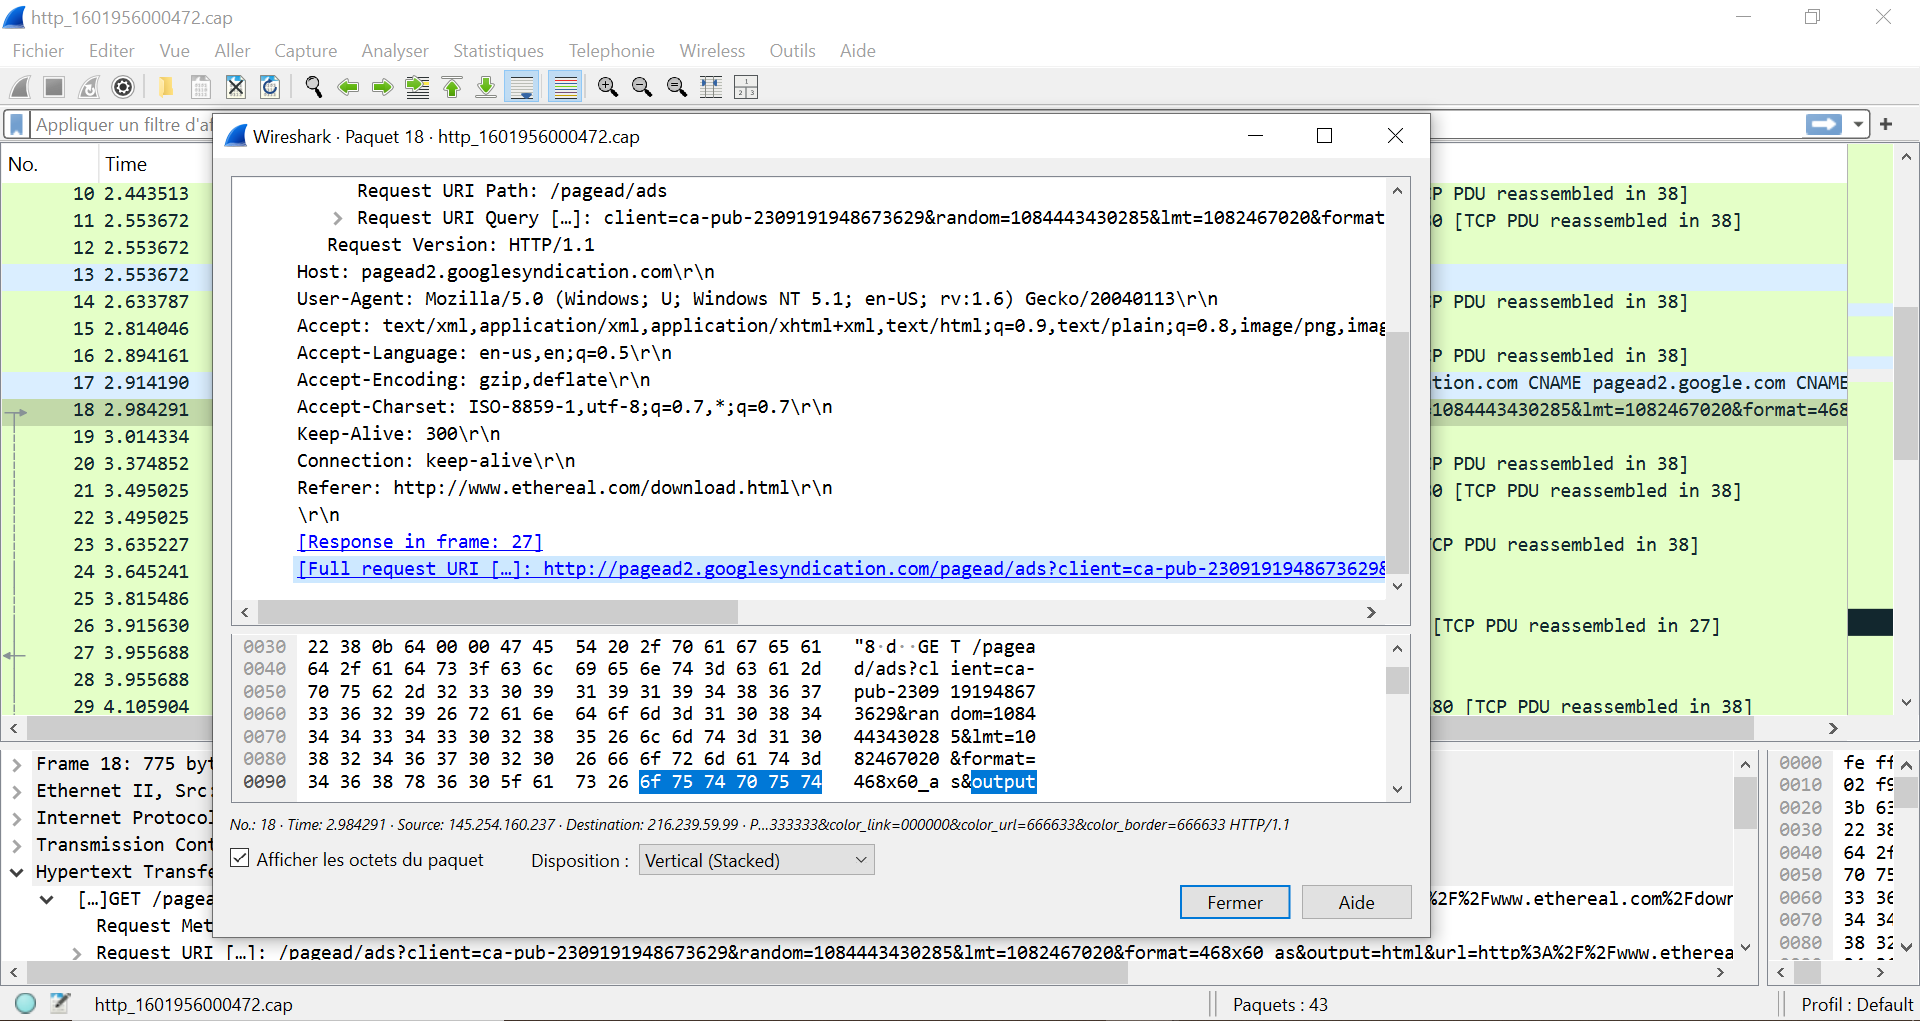 http_1601956000472.cap
Fichier Editer Vue Aller Capture Analyser Statistiques Telephonie Wireless Outils Aide
Appliquer un filtre d'af
Wireshark · Paquet 18 · http_1601956000472.cap
No. Time
10 2.443513
11 2.553672
12 2.553672
13 2.553672
14 2.633787
15 2.814046
16 2.894161
17 2.914190
18 2.984291
19 3.014334
20 3.374852
21 3.495025
22 3.495025
23 3.635227
24 3.645241
25 3.815486
26 3.915630
27 3.955688
28 3.955688
29 4.105904
Request URI Path: /pagead/ads
Request URI Query […]: client=ca-pub-2309191948673629&random=1084443430285&lmt=1082467020&format
Request Version: HTTP/1.1
Host: pagead2.googlesyndication.com\r\n
User-Agent: Mozilla/5.0 (Windows; U; Windows NT 5.1; en-US; rv:1.6) Gecko/20040113\r\n
Accept: text/xml,application/xml,application/xhtml+xml,text/html;q=0.9,text/plain;q=0.8,image/png,imag
Accept-Language: en-us,en;q=0.5\r\n
Accept-Encoding: gzip,deflate\r\n
Accept-Charset: ISO-8859-1,utf-8;q=0.7,*;q=0.7\r\n
Keep-Alive: 300\r\n
Connection: keep-alive\r\n
Referer: http://www.ethereal.com/download.html\r\n
\r\n
[Response in frame: 27]
[Full request URI […]: http://pagead2.googlesyndication.com/pagead/ads?client=ca-pub-2309191948673629&
P PDU reassembled in 38]
0 [TCP PDU reassembled in 38]
P PDU reassembled in 38]
P PDU reassembled in 38]
tion.com CNAME pagead2.google.com CNAME
1084443430285&lmt=1082467020&format=468
P PDU reassembled in 38]
0 [TCP PDU reassembled in 38]
CP PDU reassembled in 38]
[TCP PDU reassembled in 27]
80 [TCP PDU reassembled in 38]
0030 22 38 0b 64 00 00 47 45 54 20 2f 70 61 67 65 61 "8·d··GE T /pagea
0040 64 2f 61 64 73 3f 63 6c 69 65 6e 74 3d 63 61 2d d/ads?cl ient=ca-
0050 70 75 62 2d 32 33 30 39 31 39 31 39 34 38 36 37 pub-2309 19194867
0060 33 36 32 39 26 72 61 6e 64 6f 6d 3d 31 30 38 34 3629&ran dom=1084
0070 34 34 33 34 33 30 32 38 35 26 6c 6d 74 3d 31 30 44343028 5&lmt=10
0080 38 32 34 36 37 30 32 30 26 66 6f 72 6d 61 74 3d 82467020 &format=
0090 34 36 38 78 36 30 5f 61 73 26 6f 75 74 70 75 74 468x60_a s&output
No.: 18 · Time: 2.984291 · Source: 145.254.160.237 · Destination: 216.239.59.99 · P…333333&color_link=000000&color_url=666633&color_border=666633 HTTP/1.1
Afficher les octets du paquet Disposition : Vertical (Stacked)
Fermer Aide
Frame 18: 775 byt
Ethernet II, Src:
Internet Protocol
Transmission Cont
Hypertext Transfe
[…]GET /pagea
%2F%2Fwww.ethereal.com%2Fdowr
Request Met
Request URI […]: /pagead/ads?client=ca-pub-2309191948673629&random=1084443430285&lmt=1082467020&format=468x60_as&output=html&url=http%3A%2F%2Fwww.etherea
0000 fe ff
0010 02 f9
0020 3b 63
0030 22 38
0040 64 2f
0050 70 75
0060 33 36
0070 34 34
0080 38 32
http_1601956000472.cap
Paquets : 43
Profil : Default